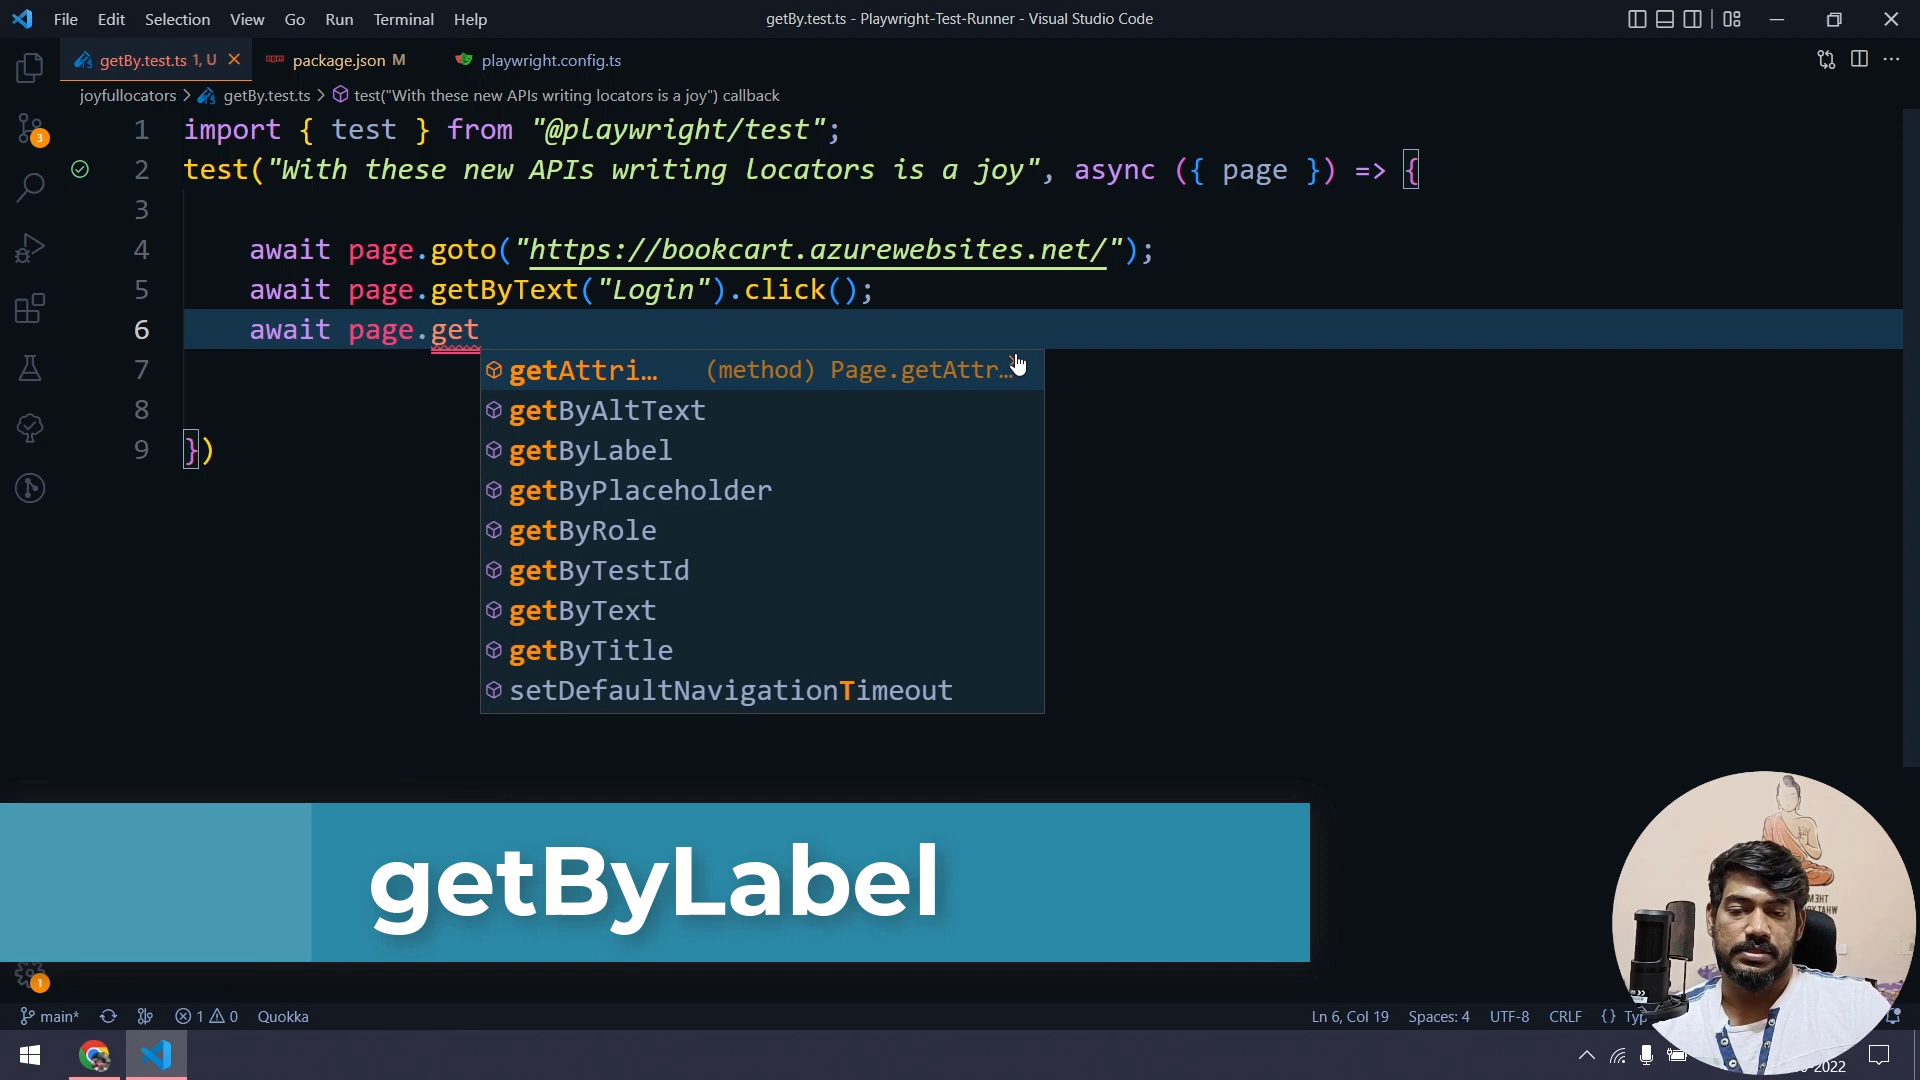 File Edit Selection View Go Run Terminal Help
getBy.test.ts - Playwright-Test-Runner - Visual Studio Code
getBy.test.ts 1, U package.json M playwright.config.ts
joyfullocators > getBy.test.ts > test("With these new APIs writing locators is a joy") callback
1 import { test } from "@playwright/test";
2 test("With these new APIs writing locators is a joy", async ({ page }) => {
3
4 await page.goto("https://bookcart.azurewebsites.net/");
5 await page.getByText("Login").click();
6 await page.get
7
8
9 })
getAttri… (method) Page.getAttr…
getByAltText
getByLabel
getByPlaceholder
getByRole
getByTestId
getByText
getByTitle
setDefaultNavigationTimeout
3
getByLabel
1
main* 1 0 Quokka
Ln 6, Col 19 Spaces: 4 UTF-8 CRLF {} Typ